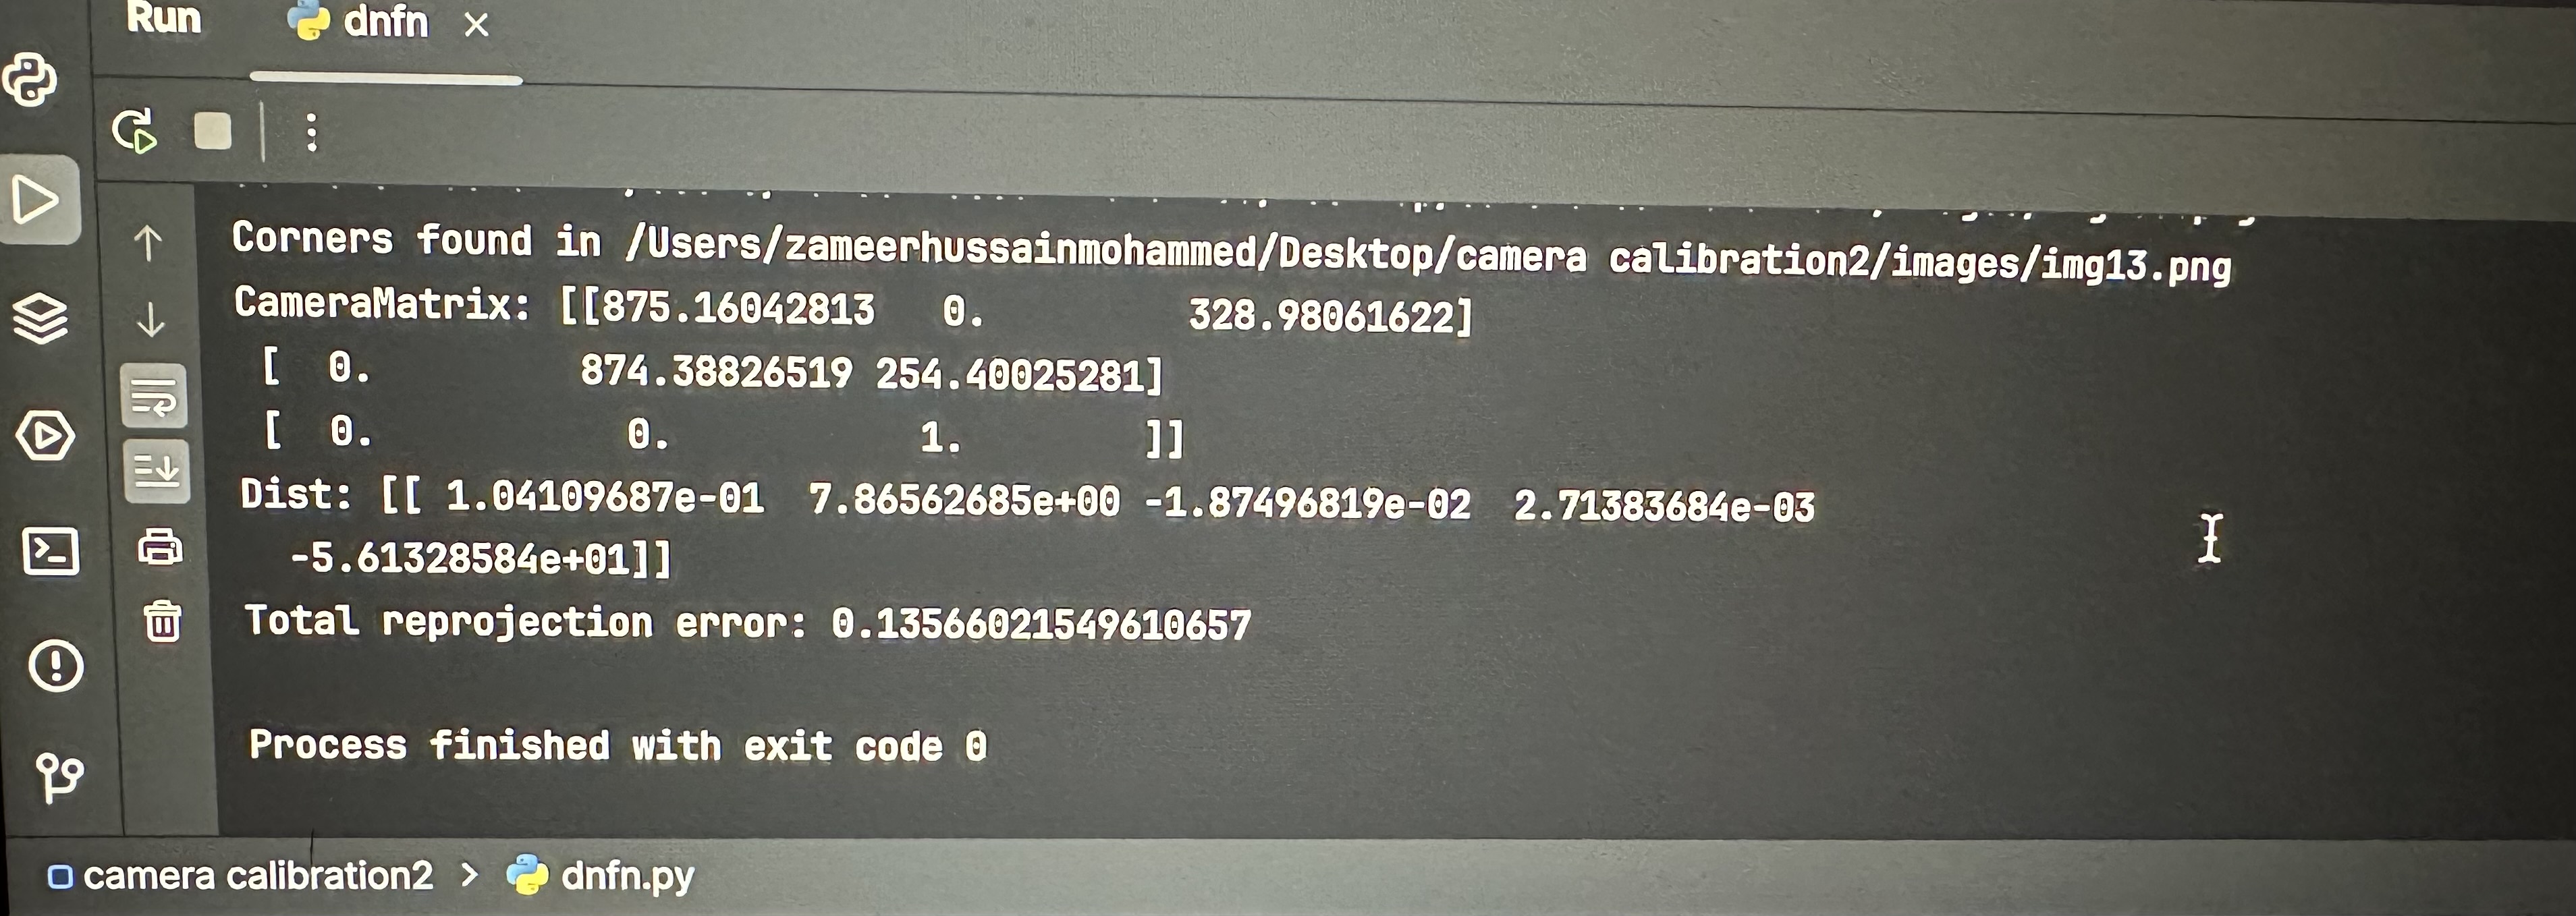 Run dnfn
Corners found in /Users/zameerhussainmohammed/Desktop/camera calibration2/images/img13.png
CameraMatrix: [[875.16042813   0.         328.98061622]
 [  0.         874.38826519 254.40025281]
 [  0.           0.           1.        ]]
Dist: [[ 1.04109687e-01  7.86562685e+00 -1.87496819e-02  2.71383684e-03
  -5.61328584e+01]]
Total reprojection error: 0.13566021549610657
Process finished with exit code 0
camera calibration2 > dnfn.py